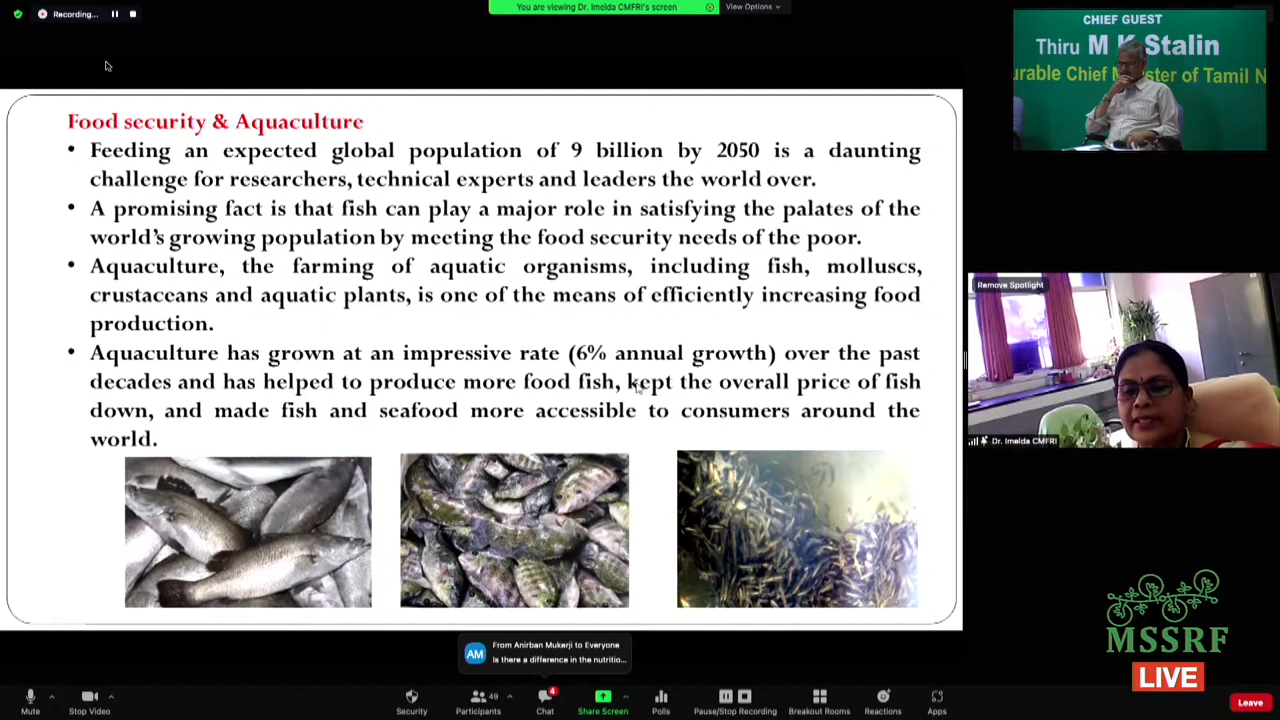 Recording...
You are viewing Dr. Imelda CMFRI's screen
View Options
CHIEF GUEST
Thiru M K Stalin
urable Chief Minister of Tamil N
Food security & Aquaculture
• Feeding an expected global population of 9 billion by 2050 is a daunting
challenge for researchers, technical experts and leaders the world over.
• A promising fact is that fish can play a major role in satisfying the palates of the
world's growing population by meeting the food security needs of the poor.
• Aquaculture, the farming of aquatic organisms, including fish, molluscs,
crustaceans and aquatic plants, is one of the means of efficiently increasing food
production.
• Aquaculture has grown at an impressive rate (6% annual growth) over the past
decades and has helped to produce more food fish, kept the overall price of fish
down, and made fish and seafood more accessible to consumers around the
world.
Remove Spotlight
Dr. Imelda CMFRI
AM
From Anirban Mukerji to Everyone
Is there a difference in the nutritio...
MSSRF
LIVE
Mute
Stop Video
Security
Participants
49
Chat
4
Share Screen
Polls
Pause/Stop Recording
Breakout Rooms
Reactions
Apps
Leave